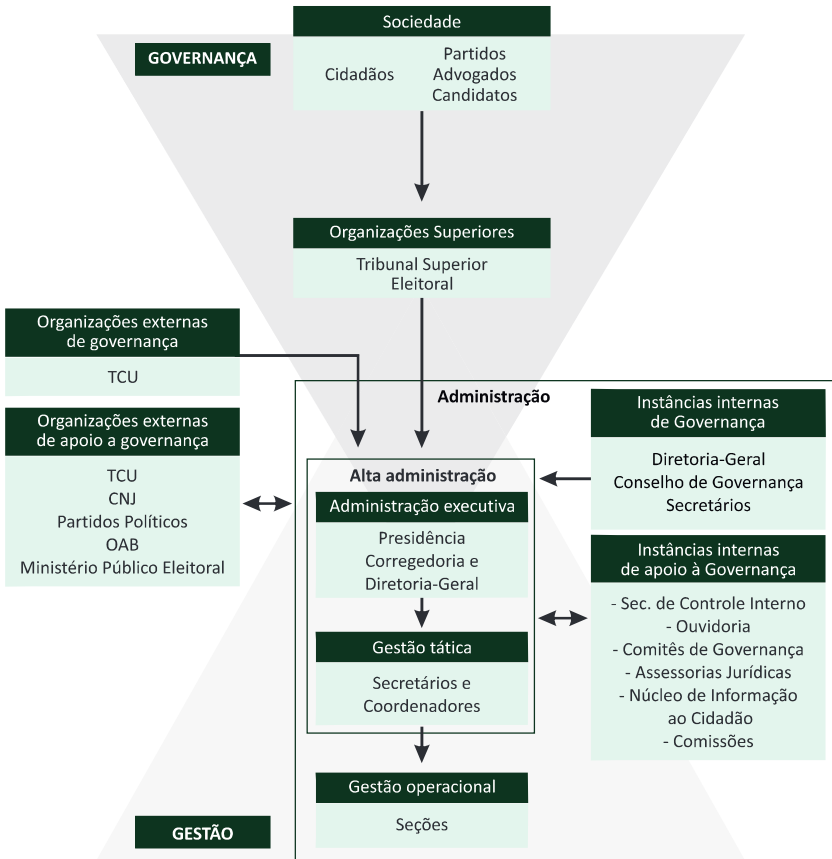 Sociedade
GOVERNANÇA
Cidadãos
Partidos
Advogados
Candidatos
Organizações Superiores
Tribunal Superior
Eleitoral
Organizações externas
de governança
TCU
Organizações externas
de apoio a governança
TCU
CNJ
Partidos Políticos
OAB
Ministério Público Eleitoral
Administração
Alta administração
Administração executiva
Presidência
Corregedoria e
Diretoria-Geral
Gestão tática
Secretários e
Coordenadores
Gestão operacional
Seções
Instâncias internas
de Governança
Diretoria-Geral
Conselho de Governança
Secretários
Instâncias internas
de apoio à Governança
- Sec. de Controle Interno
- Ouvidoria
- Comitês de Governança
- Assessorias Jurídicas
- Núcleo de Informação
ao Cidadão
- Comissões
GESTÃO